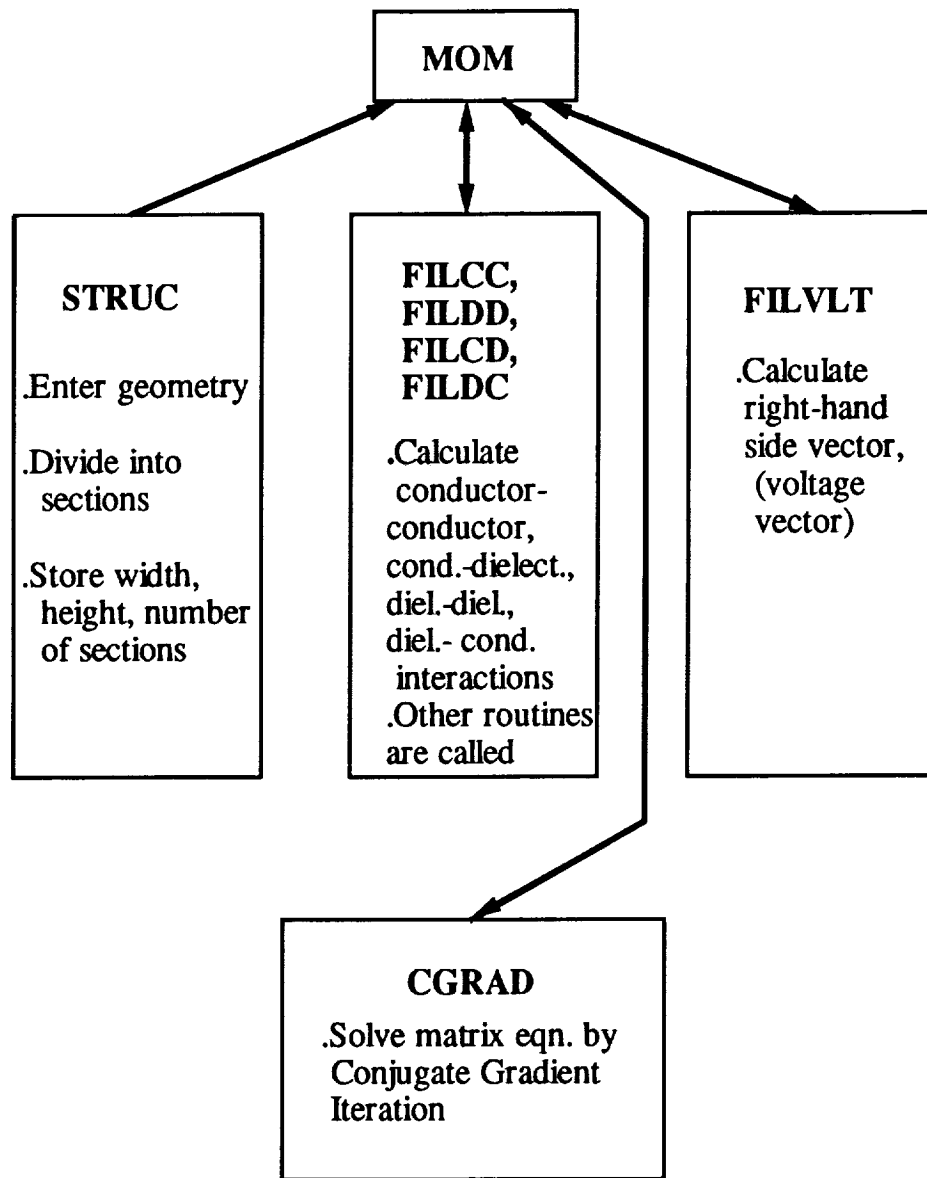 MOM
STRUC
.Enter geometry
.Divide into
sections
.Store width,
height, number
of sections
FILCC,
FILDD,
FILCD,
FILDC
.Calculate
conductor-
conductor,
cond.-dielect.,
diel.-diel.,
diel.- cond.
interactions
.Other routines
are called
FILVLT
.Calculate
right-hand
side vector,
(voltage
vector)
CGRAD
.Solve matrix eqn. by
Conjugate Gradient
Iteration